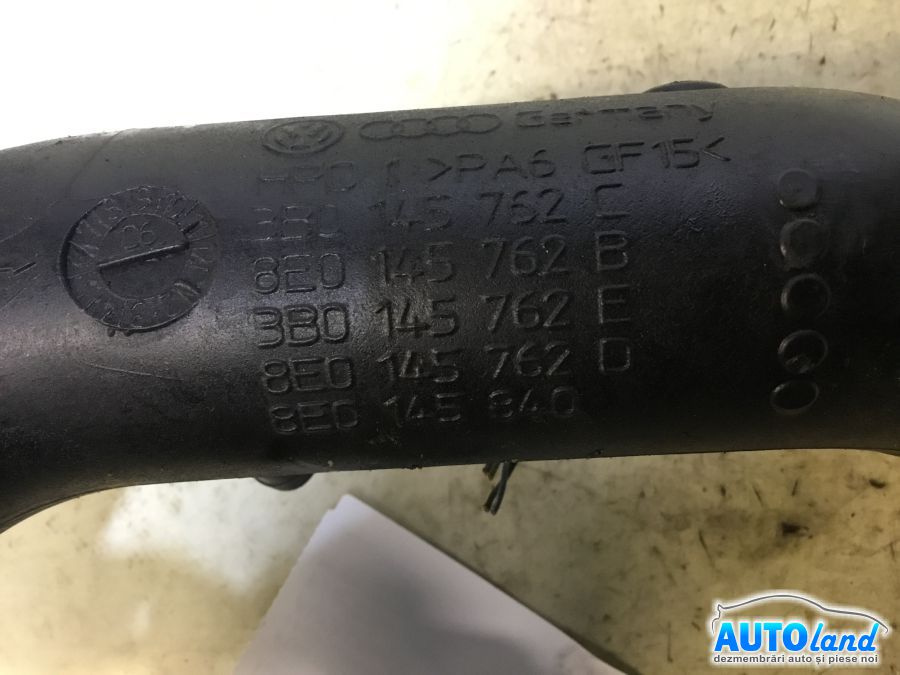 Germany
>PA6 GF15<
3B0 145 762 C
8E0 145 762 B
3B0 145 762 E
8E0 145 762 D
8E0 145 840
06
AUTOland
dezmembrări auto și piese noi